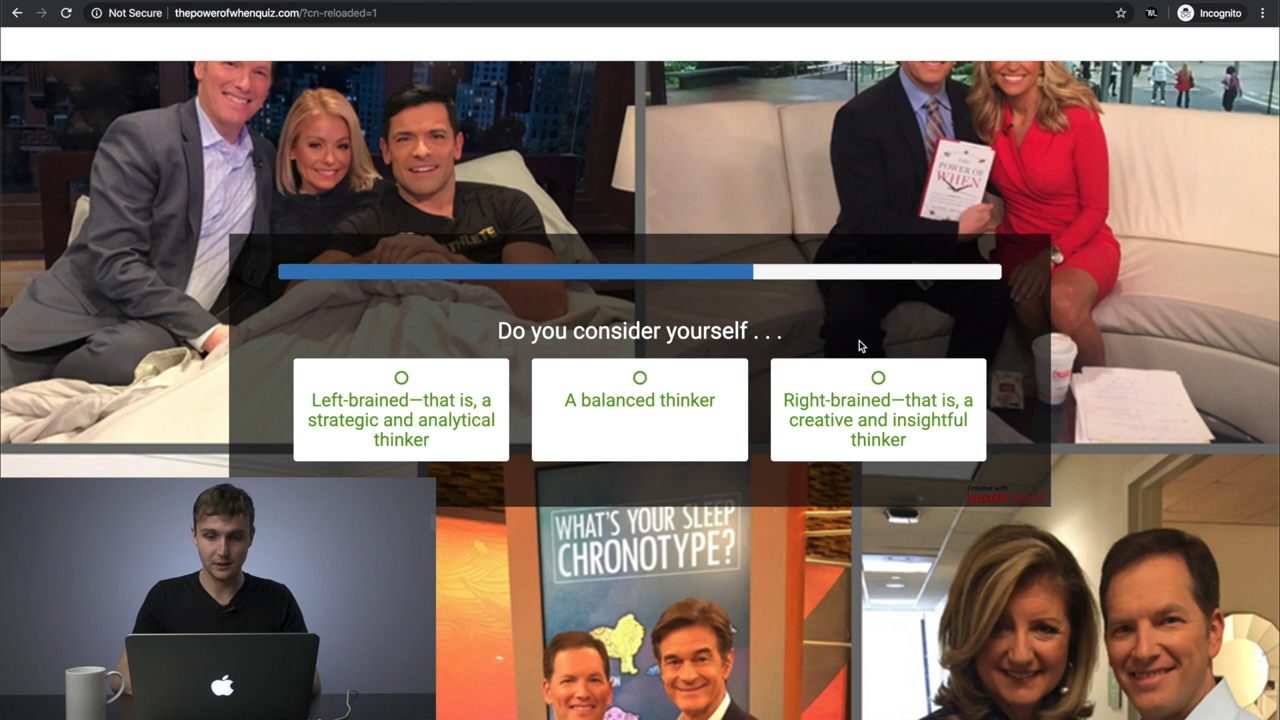 Not Secure | thepowerofwhenquiz.com/?cn-reloaded=1
Incognito
THE
POWER OF
WHEN
ATHLETE
Do you consider yourself . . .
Left-brained—that is, a
strategic and analytical
thinker
A balanced thinker
Right-brained—that is, a
creative and insightful
thinker
Created with
WHAT'S YOUR SLEEP
CHRONOTYPE?